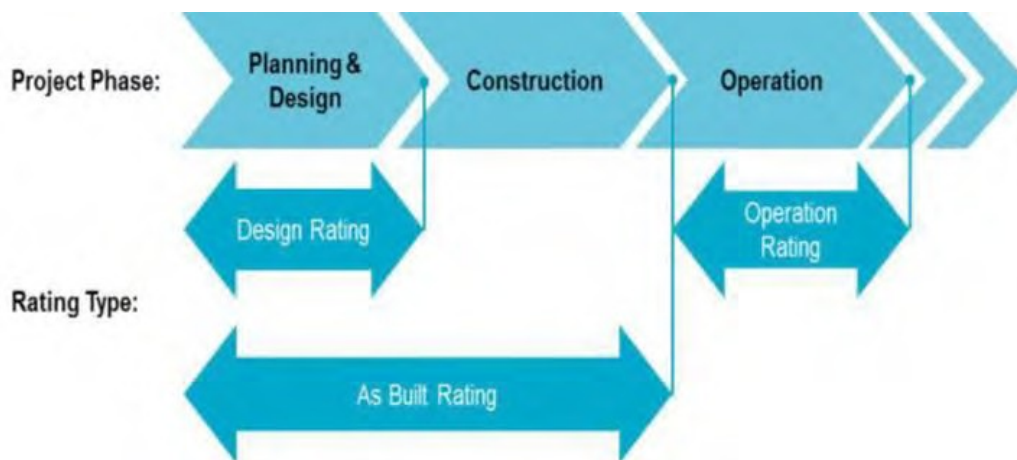 Project Phase:
Planning &
Design
Construction
Operation
Design Rating
Operation
Rating
Rating Type:
As Built Rating